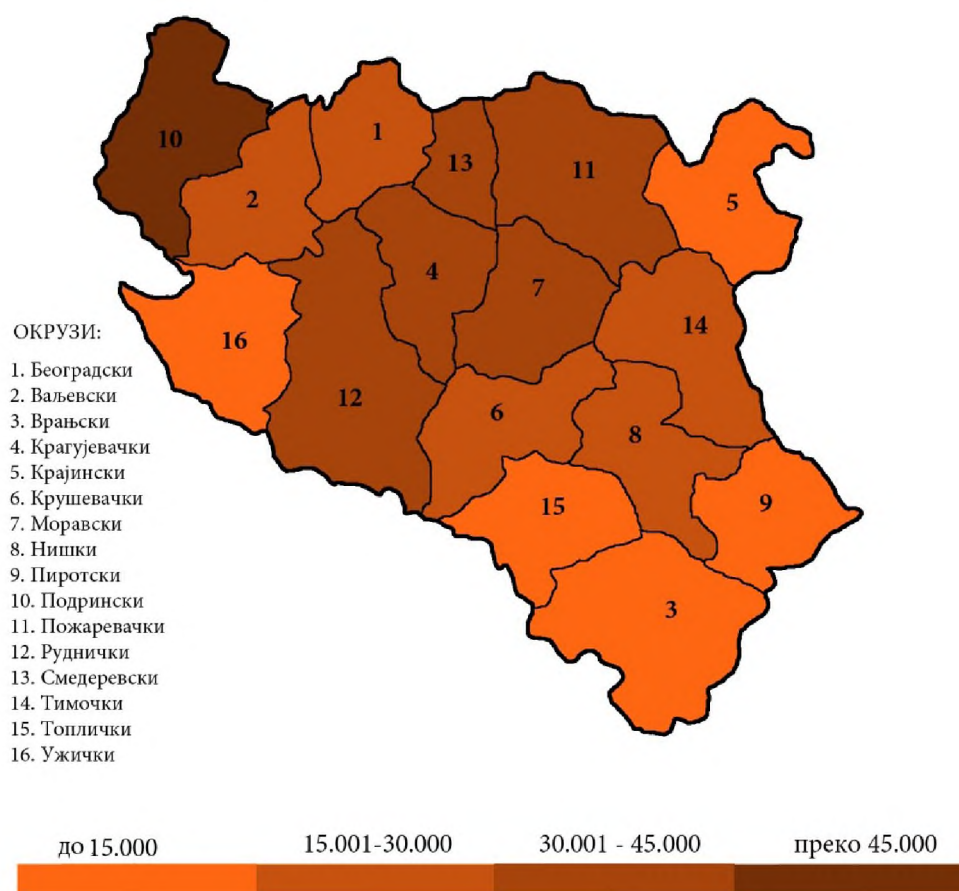 10
1
13
11
2
5
4
7
14
16
12
6
8
15
9
3
ОКРУЗИ:
1. Београдски
2. Ваљевски
3. Врањски
4. Крагујевачки
5. Крајински
6. Крушевачки
7. Моравски
8. Нишки
9. Пиротски
10. Подрински
11. Пожаревачки
12. Руднички
13. Смедеревски
14. Тимочки
15. Топлички
16. Ужички
до 15.000 15.001-30.000 30.001 - 45.000 преко 45.000